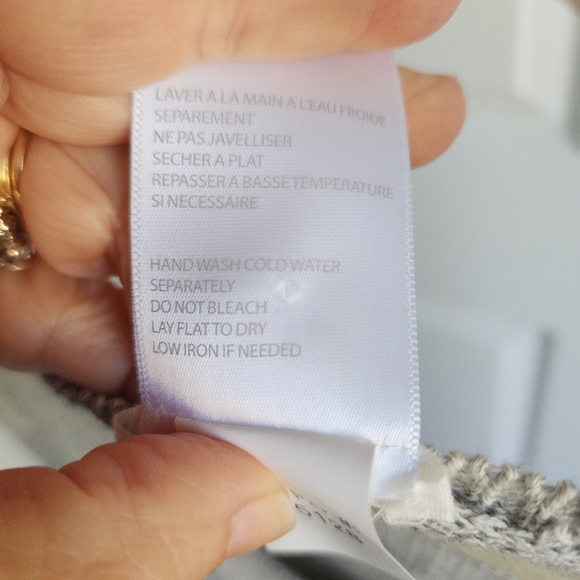 LAVER A LA MAIN A L'EAU FROIDE
SEPAREMENT
NE PAS JAVELLISER
SECHER A PLAT
REPASSER A BASSE TEMPERATURE
SI NECESSAIRE
HAND WASH COLD WATER
SEPARATELY
DO NOT BLEACH
LAY FLAT TO DRY
LOW IRON IF NEEDED